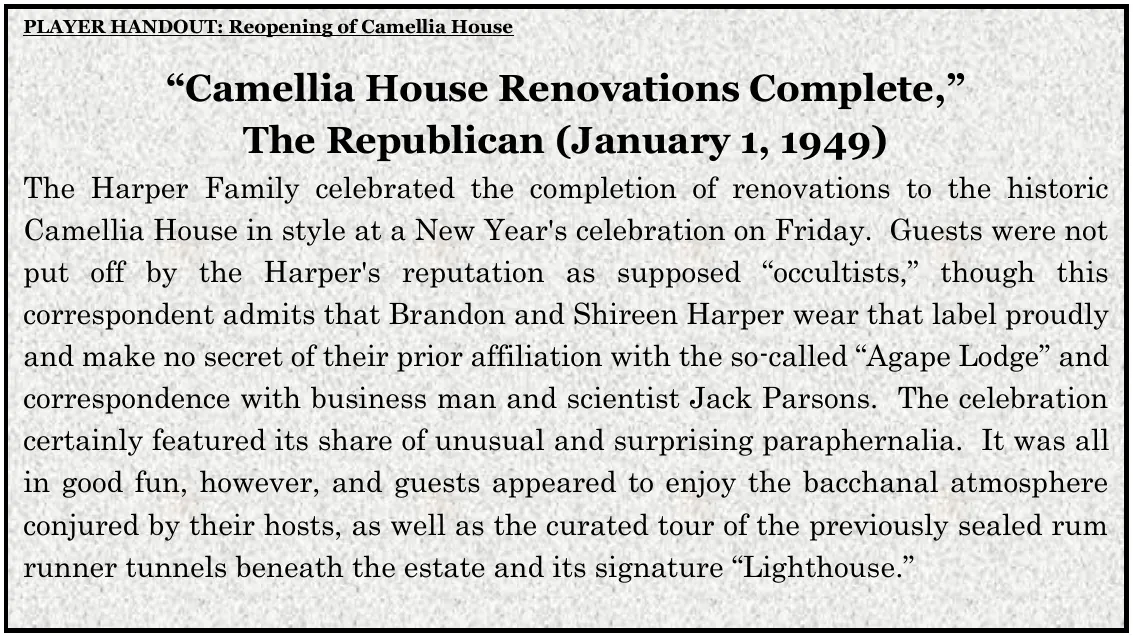 PLAYER HANDOUT: Reopening of Camellia House
“Camellia House Renovations Complete,”
The Republican (January 1, 1949)
The Harper Family celebrated the completion of renovations to the historic
Camellia House in style at a New Year's celebration on Friday.  Guests were not
put off by the Harper's reputation as supposed “occultists,” though this
correspondent admits that Brandon and Shireen Harper wear that label proudly
and make no secret of their prior affiliation with the so-called “Agape Lodge” and
correspondence with business man and scientist Jack Parsons.  The celebration
certainly featured its share of unusual and surprising paraphernalia.  It was all
in good fun, however, and guests appeared to enjoy the bacchanal atmosphere
conjured by their hosts, as well as the curated tour of the previously sealed rum
runner tunnels beneath the estate and its signature “Lighthouse.”